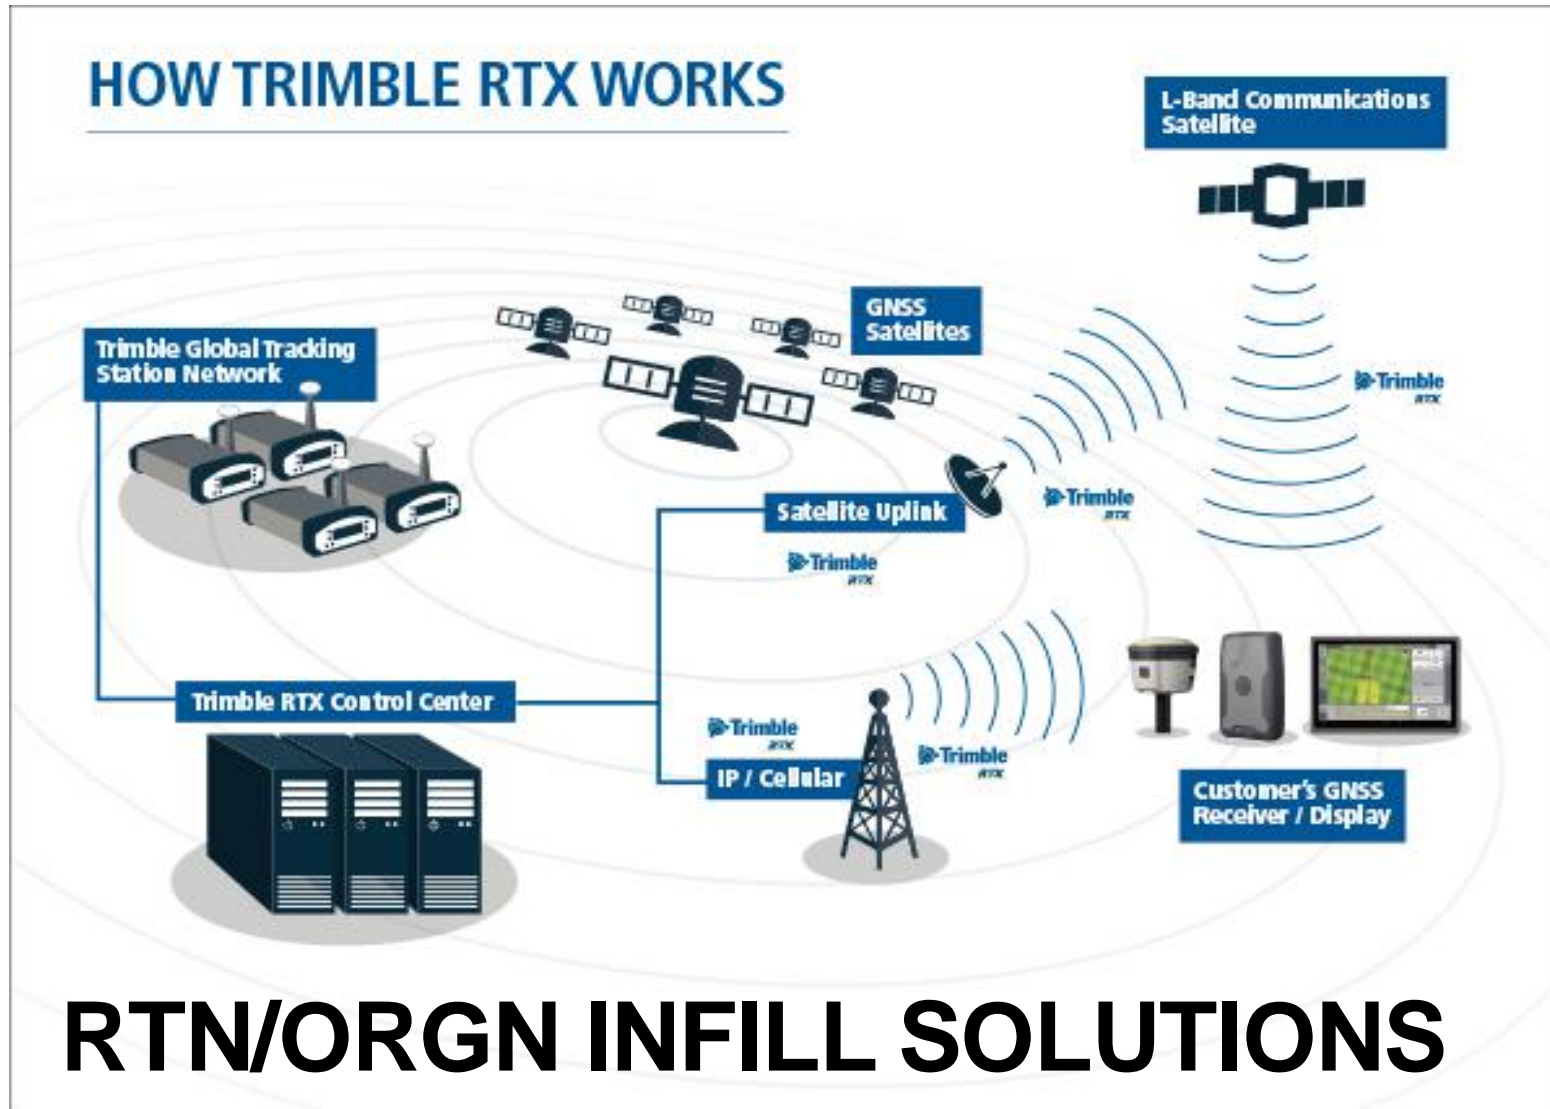 HOW TRIMBLE RTX WORKS
L-Band Communications
Satellite
GNSS
Satellites
Trimble Global Tracking
Station Network
Trimble
RTX
Trimble
RTX
Satellite Uplink
Trimble
RTX
Trimble RTX Control Center
Trimble
RTX
Trimble
RTX
IP / Cellular
Customer's GNSS
Receiver / Display
RTN/ORGN INFILL SOLUTIONS